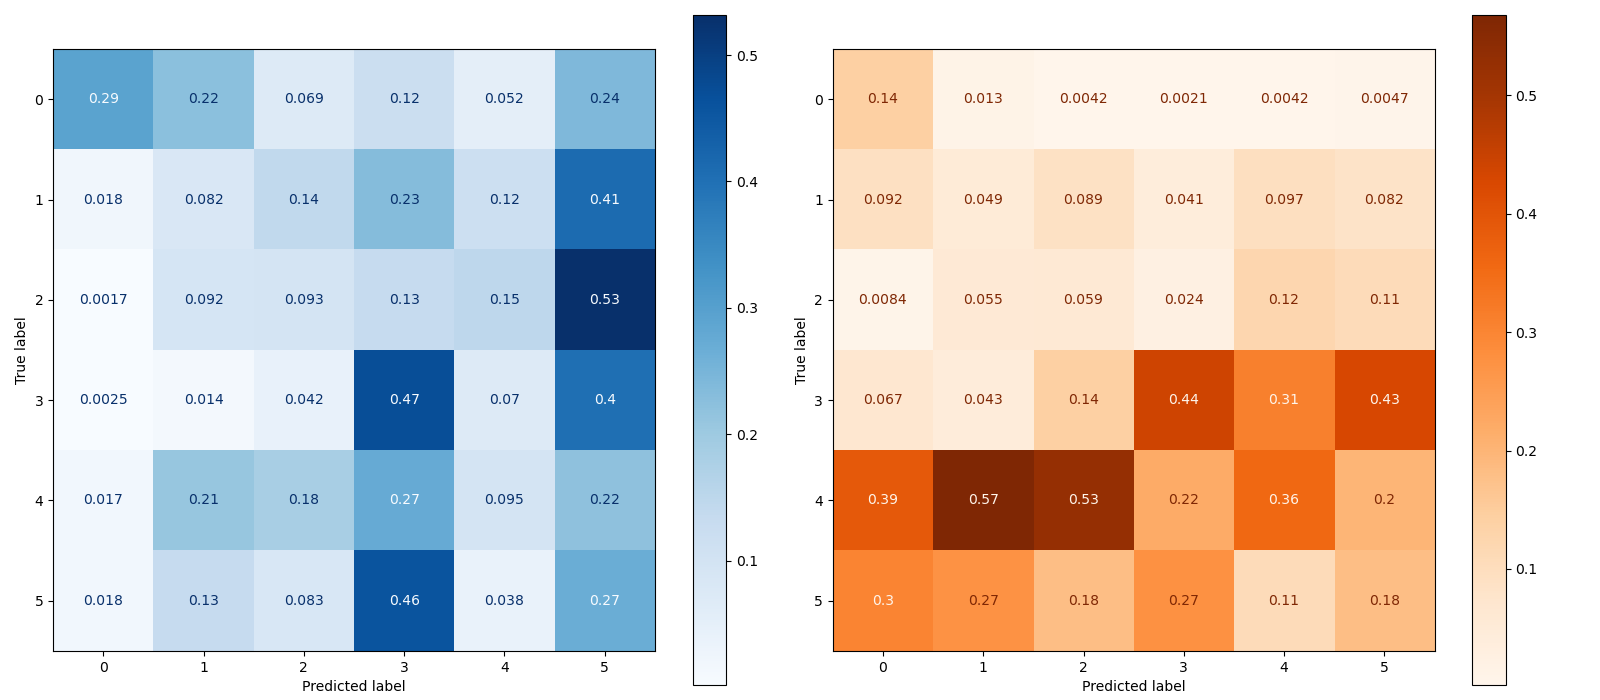 0 0.29 0.22 0.069 0.12 0.052 0.24
1 0.018 0.082 0.14 0.23 0.12 0.41
2 0.0017 0.092 0.093 0.13 0.15 0.53
3 0.0025 0.014 0.042 0.47 0.07 0.4
4 0.017 0.21 0.18 0.27 0.095 0.22
5 0.018 0.13 0.083 0.46 0.038 0.27
0 1 2 3 4 5
Predicted label
True label
0.5
0.4
0.3
0.2
0.1
0 0.14 0.013 0.0042 0.0021 0.0042 0.0047
1 0.092 0.049 0.089 0.041 0.097 0.082
2 0.0084 0.055 0.059 0.024 0.12 0.11
3 0.067 0.043 0.14 0.44 0.31 0.43
4 0.39 0.57 0.53 0.22 0.36 0.2
5 0.3 0.27 0.18 0.27 0.11 0.18
0 1 2 3 4 5
Predicted label
True label
0.5
0.4
0.3
0.2
0.1